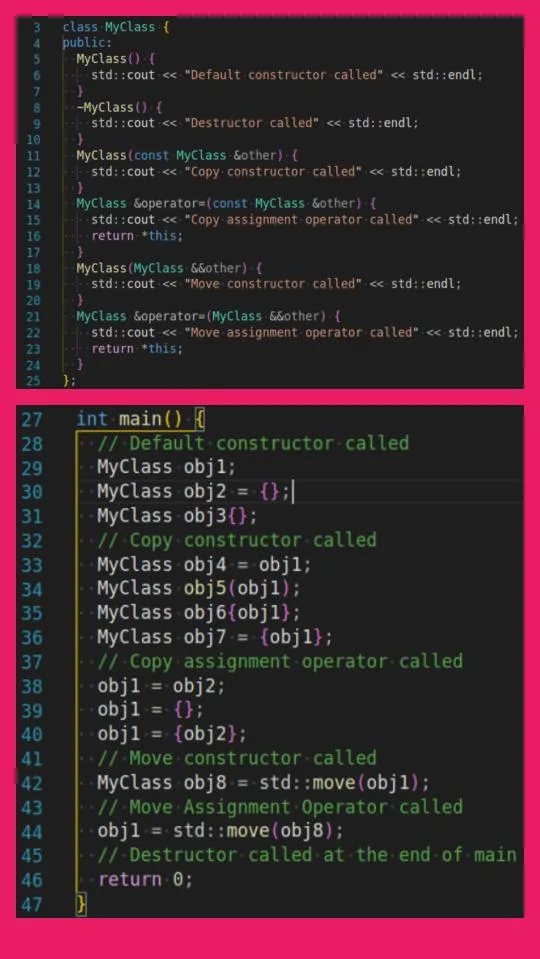 3 class MyClass {
4 public:
5 MyClass() {
6 std::cout << "Default constructor called" << std::endl;
7 }
8 ~MyClass() {
9 std::cout << "Destructor called" << std::endl;
10 }
11 MyClass(const MyClass &other) {
12 std::cout << "Copy constructor called" << std::endl;
13 }
14 MyClass &operator=(const MyClass &other) {
15 std::cout << "Copy assignment operator called" << std::endl;
16 return *this;
17 }
18 MyClass(MyClass &&other) {
19 std::cout << "Move constructor called" << std::endl;
20 }
21 MyClass &operator=(MyClass &&other) {
22 std::cout << "Move assignment operator called" << std::endl;
23 return *this;
24 }
25 };
27 int main() {
28 // Default constructor called
29 MyClass obj1;
30 MyClass obj2 = {};
31 MyClass obj3{};
32 // Copy constructor called
33 MyClass obj4 = obj1;
34 MyClass obj5(obj1);
35 MyClass obj6{obj1};
36 MyClass obj7 = {obj1};
37 // Copy assignment operator called
38 obj1 = obj2;
39 obj1 = {};
40 obj1 = {obj2};
41 // Move constructor called
42 MyClass obj8 = std::move(obj1);
43 // Move Assignment Operator called
44 obj1 = std::move(obj8);
45 // Destructor called at the end of main
46 return 0;
47 }